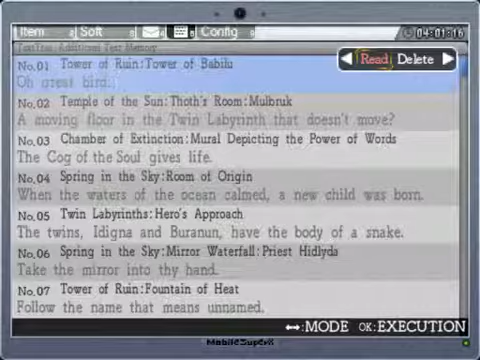 Item Soft Config 04:01:16
TextTrax Additional Text Memory
Read Delete
No.01 Tower of Ruin:Tower of Babilu
Oh great bird.
No.02 Temple of the Sun:Thoth's Room:Mulbruk
A moving floor in the Twin Labyrinth that doesn't move?
No.03 Chamber of Extinction:Mural Depicting the Power of Words
The Cog of the Soul gives life.
No.04 Spring in the Sky:Room of Origin
When the waters of the ocean calmed, a new child was born.
No.05 Twin Labyrinths:Hero's Approach
The twins, Idigna and Buranun, have the body of a snake.
No.06 Spring in the Sky:Mirror Waterfall:Priest Hidlyda
Take the mirror into thy hand.
No.07 Tower of Ruin:Fountain of Heat
Follow the name that means unnamed.
↔:MODE OK:EXECUTION
MobileSuperX